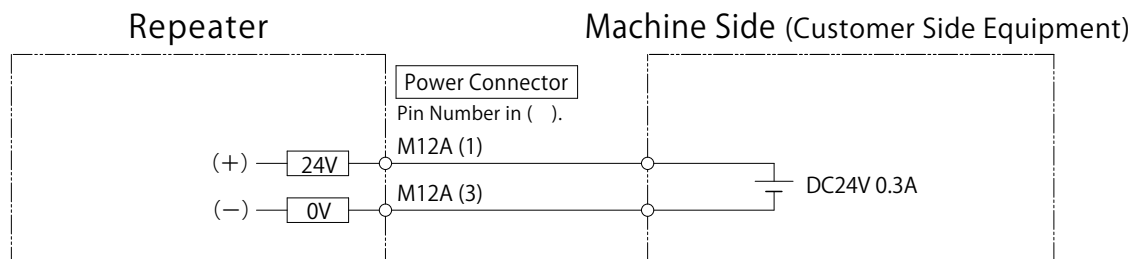 Repeater
Machine Side (Customer Side Equipment)
Power Connector
Pin Number in (   ).
M12A (1)
(+) 24V
DC24V 0.3A
M12A (3)
(−) 0V